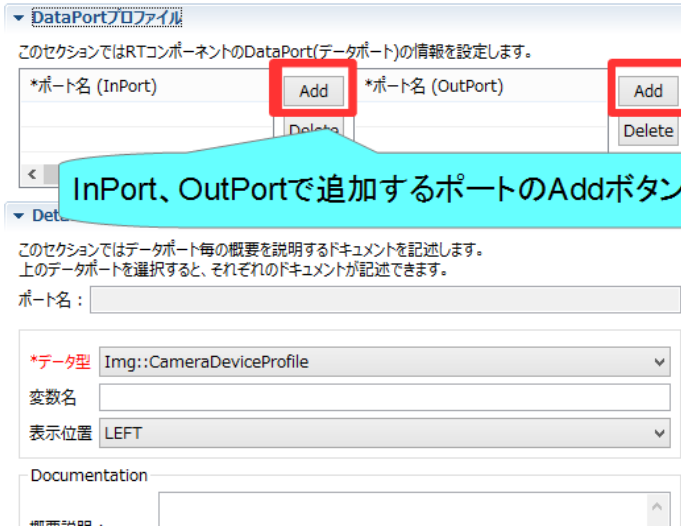 DataPortプロファイル
このセクションではRTコンポーネントのDataPort(データポート)の情報を設定します。
*ポート名 (InPort)
Add
*ポート名 (OutPort)
Add
Delete
Delete
InPort、OutPortで追加するポートのAddボタン
このセクションではデータポート毎の概要を説明するドキュメントを記述します。
上のデータポートを選択すると、それぞれのドキュメントが記述できます。
ポート名：
*データ型 Img::CameraDeviceProfile
変数名
表示位置 LEFT
Documentation